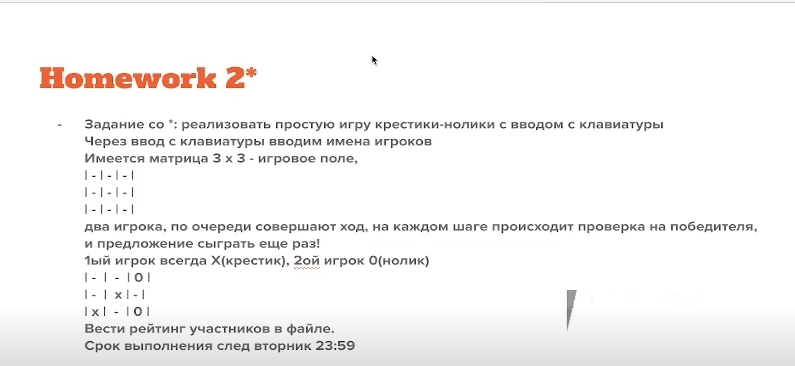 Homework 2*
- Задание со *: реализовать простую игру крестики-нолики с вводом с клавиатуры
Через ввод с клавиатуры вводим имена игроков
Имеется матрица 3 х 3 - игровое поле,
| - | - | - |
| - | - | - |
| - | - | - |
два игрока, по очереди совершают ход, на каждом шаге происходит проверка на победителя,
и предложение сыграть еще раз!
1ый игрок всегда X(крестик), 2ой игрок 0(нолик)
| - | - | 0 |
| - | x | - |
| x | - | 0 |
Вести рейтинг участников в файле.
Срок выполнения след вторник 23:59